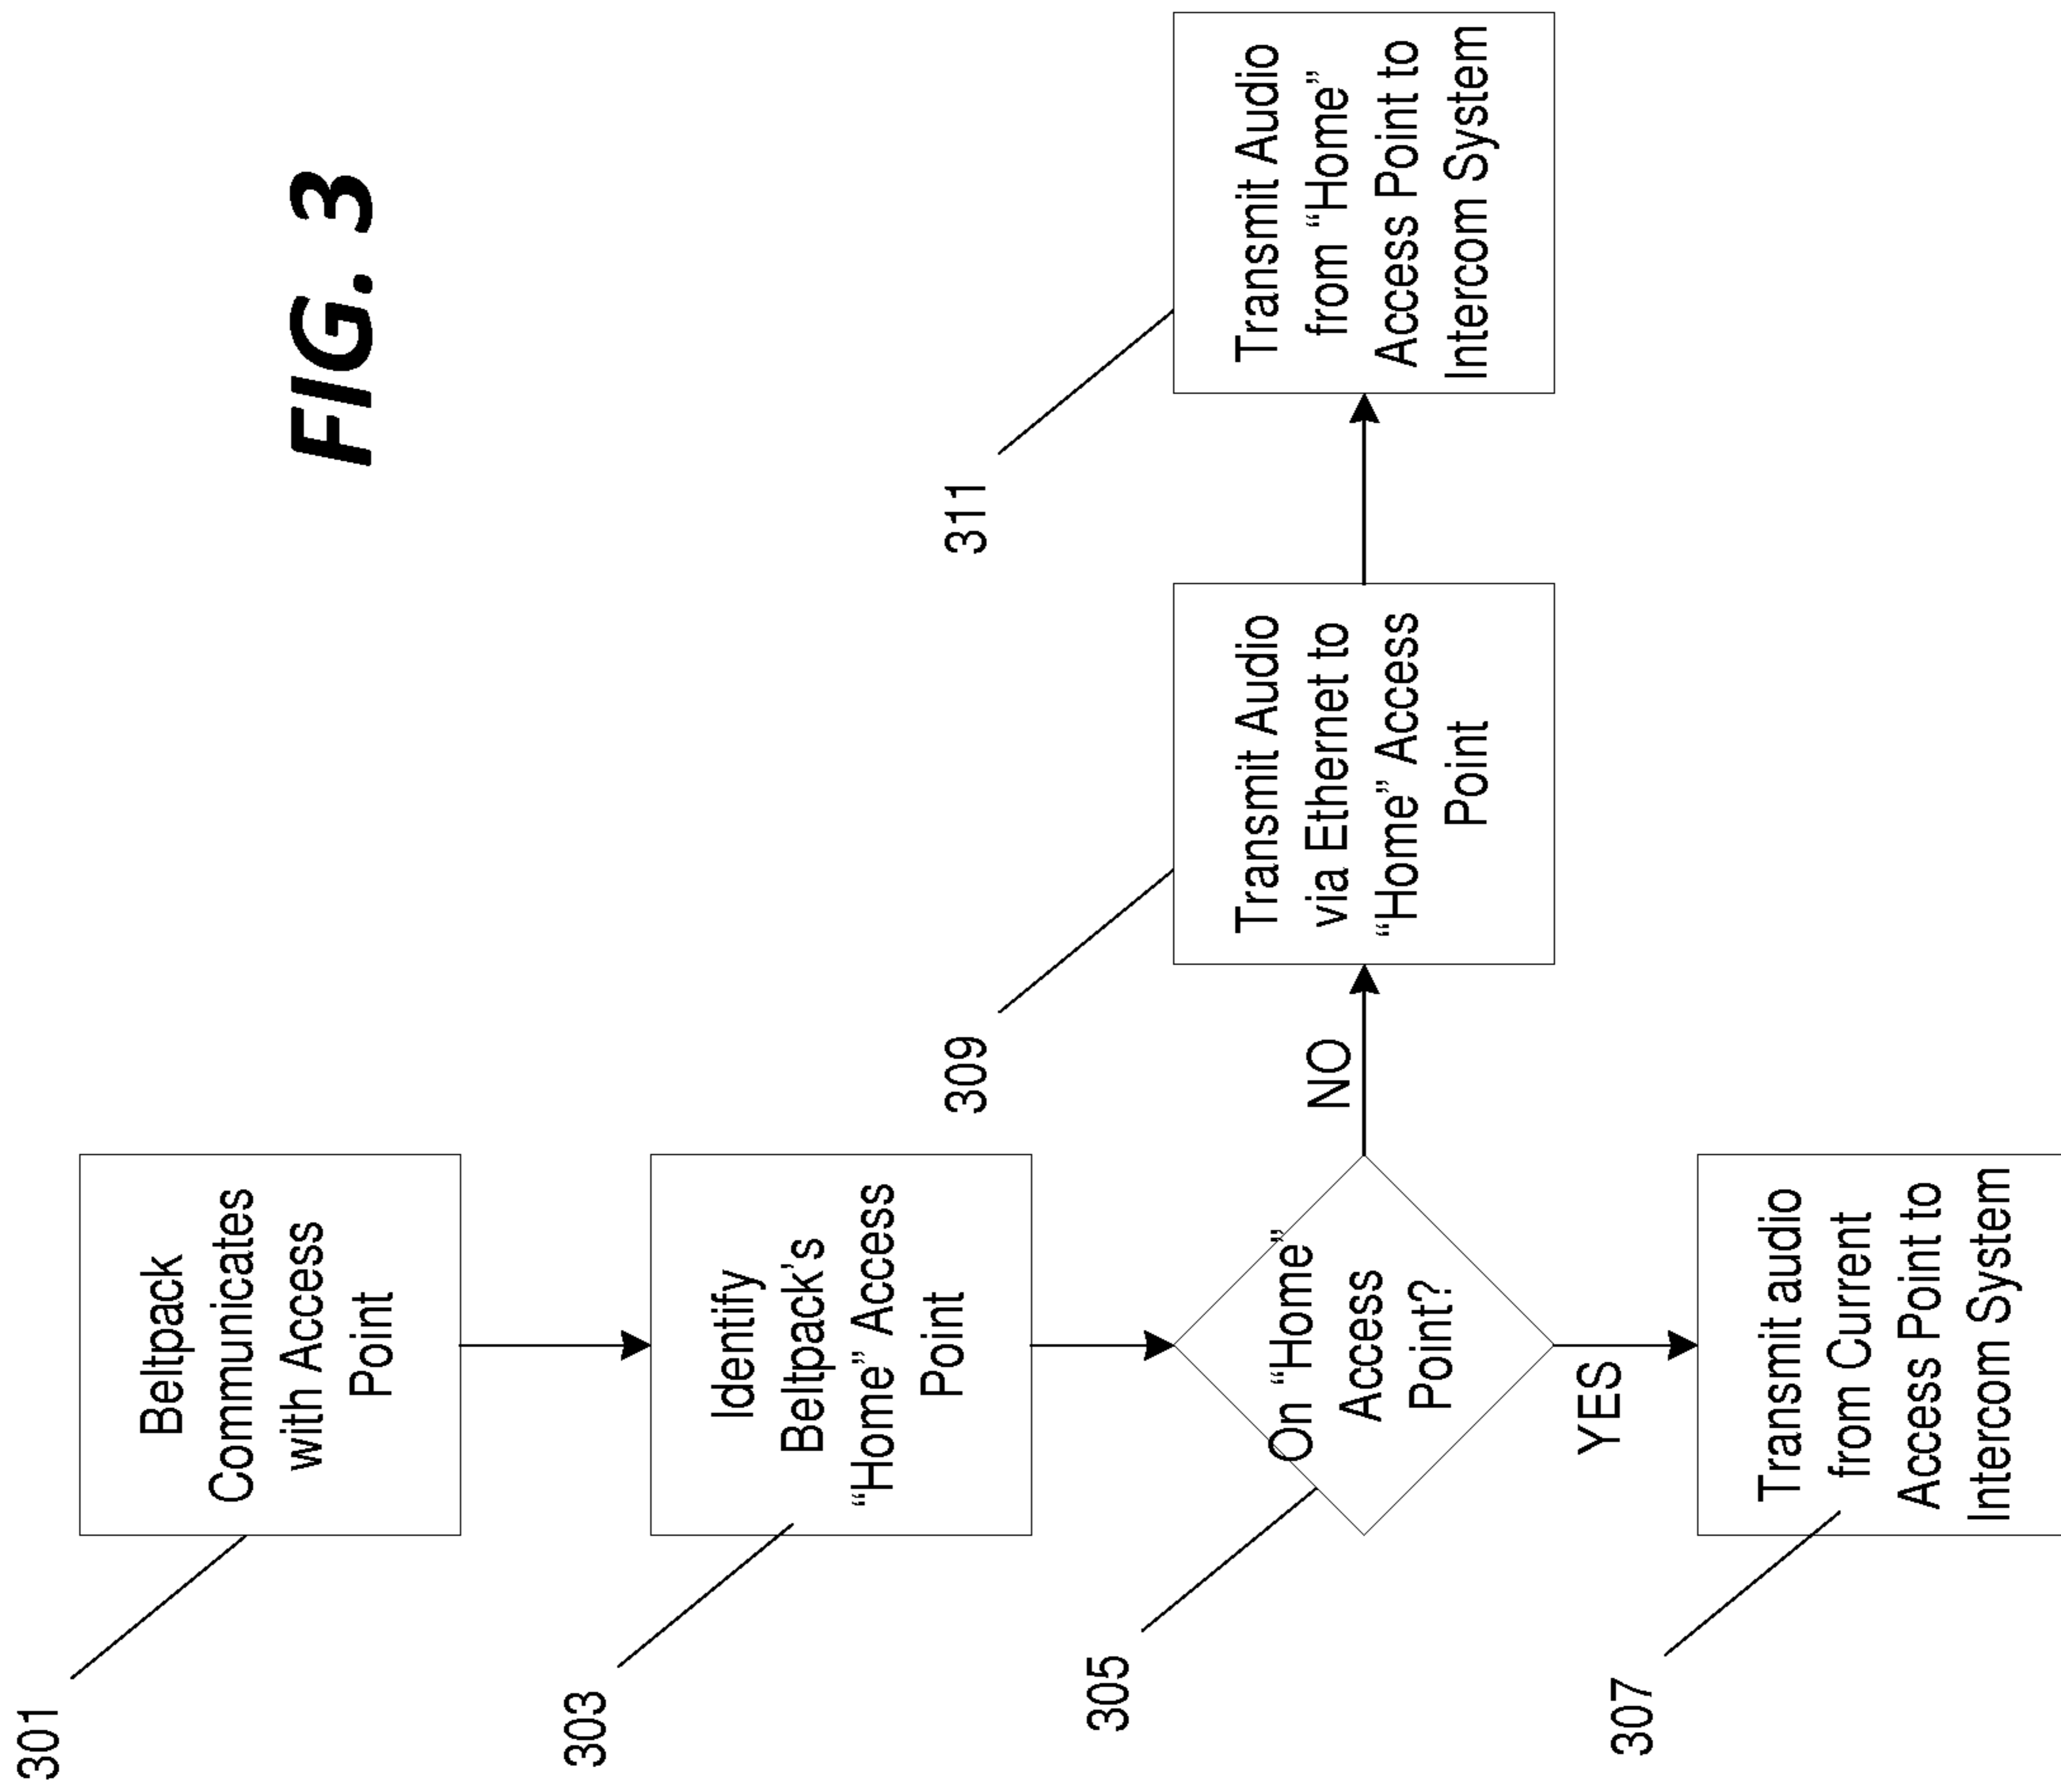 FIG. 3
301
Beltpack
Communicates
with Access
Point
303
Identify
Beltpack's
“Home” Access
Point
305
On “Home”
Access
Point?
NO
YES
307
Transmit audio
from Current
Access Point to
Intercom System
309
Transmit Audio
via Ethernet to
“Home” Access
Point
311
Transmit Audio
from “Home”
Access Point to
Intercom System